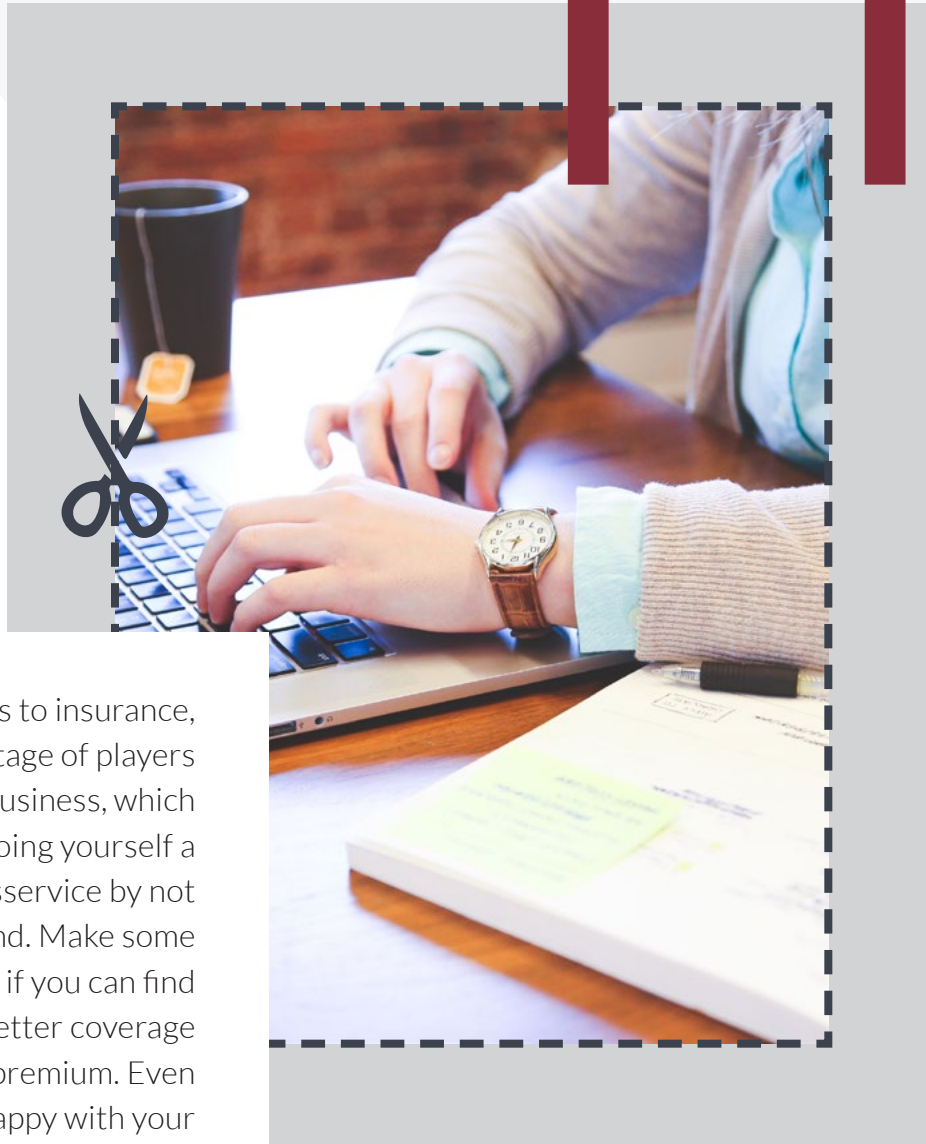 s to insurance,
tage of players
usiness, which
oing yourself a
sservice by not
nd. Make some
if you can find
etter coverage
premium. Even
appy with your